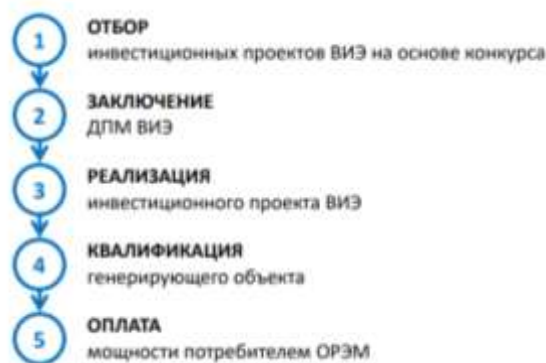 1
ОТБОР
инвестиционных проектов ВИЭ на основе конкурса
2
ЗАКЛЮЧЕНИЕ
ДПМ ВИЭ
3
РЕАЛИЗАЦИЯ
инвестиционного проекта ВИЭ
4
КВАЛИФИКАЦИЯ
генерирующего объекта
5
ОПЛАТА
мощности потребителем ОРЭМ